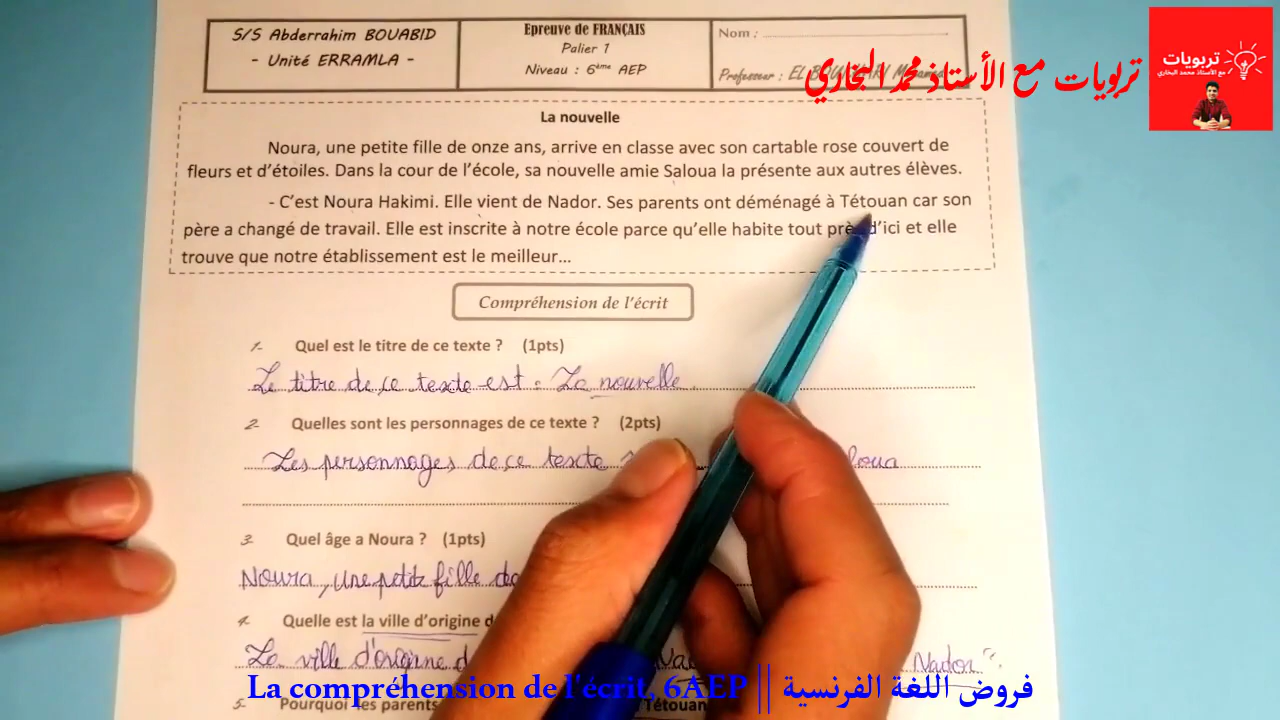 S/S Abderrahim BOUABID
- Unité ERRAMLA -
Epreuve de FRANÇAIS
Palier 1
Niveau : 6ème AEP
Nom :
Professeur : EL
تربويات مع الأستاذ محمد البخاري
تربويات
مع الأستاذ محمد البخاري
La nouvelle
Noura, une petite fille de onze ans, arrive en classe avec son cartable rose couvert de
fleurs et d'étoiles. Dans la cour de l'école, sa nouvelle amie Saloua la présente aux autres élèves.
- C'est Noura Hakimi. Elle vient de Nador. Ses parents ont déménagé à Tétouan car son
père a changé de travail. Elle est inscrite à notre école parce qu'elle habite tout d'ici et elle
trouve que notre établissement est le meilleur...
Compréhension de l'écrit
1- Quel est le titre de ce texte ? (1pts)
Le titre de ce texte est : La nouvelle.
2- Quelles sont les personnages de ce texte ? (2pts)
Les personnages de ce texte
3- Quel âge a Noura ? (1pts)
Noura, une petite fille
4- Quelle est la ville d'origine
La ville d'origine Nador".
5- Pourquoi les parents Tétouan
La compréhension de l'écrit, 6AEP || فروض اللغة الفرنسية